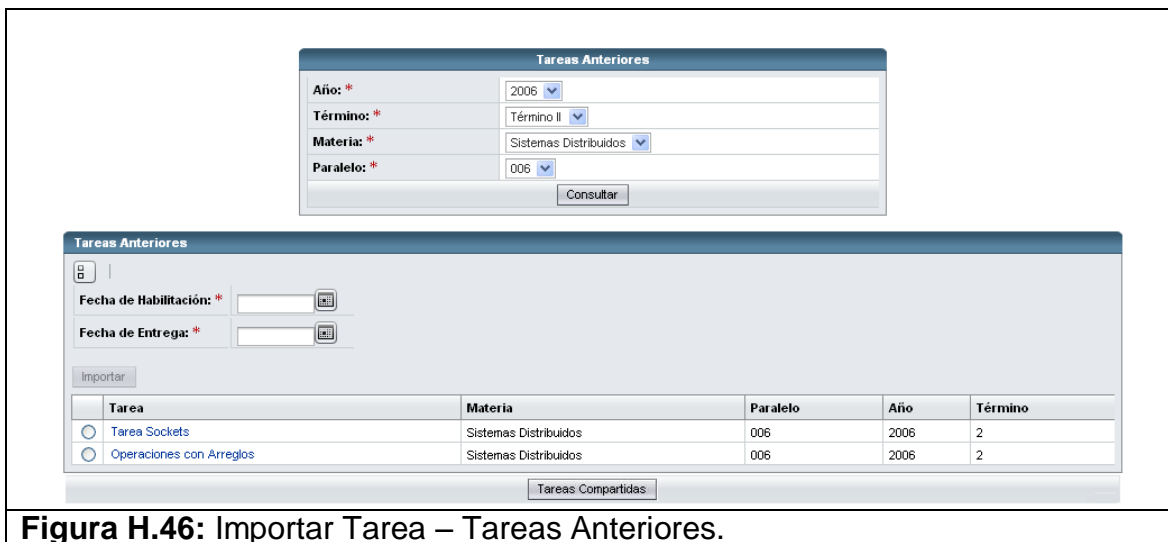 Tareas Anteriores
Año: * 2006
Término: * Término II
Materia: * Sistemas Distribuidos
Paralelo: * 006
Consultar
Tareas Anteriores
Fecha de Habilitación: *
Fecha de Entrega: *
Importar
Tarea Materia Paralelo Año Término
Tarea Sockets Sistemas Distribuidos 006 2006 2
Operaciones con Arreglos Sistemas Distribuidos 006 2006 2
Tareas Compartidas
Figura H.46: Importar Tarea – Tareas Anteriores.